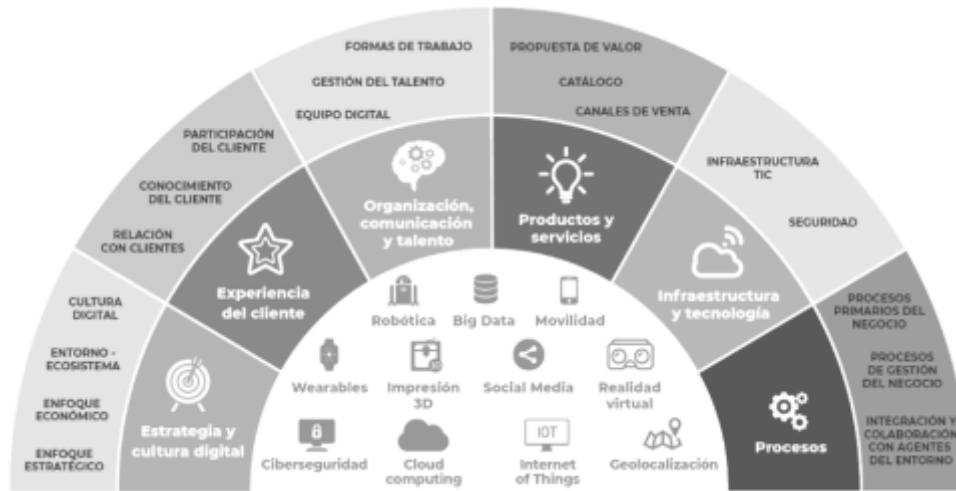 FORMAS DE TRABAJO
GESTIÓN DEL TALENTO
EQUIPO DIGITAL
PROPUESTA DE VALOR
CATÁLOGO
CANALES DE VENTA
PARTICIPACIÓN
DEL CLIENTE
CONOCIMIENTO
DEL CLIENTE
RELACIÓN
CON CLIENTES
INFRAESTRUCTURA
TIC
SEGURIDAD
CULTURA
DIGITAL
ENTORNO -
ECOSISTEMA
ENFOQUE
ECONÓMICO
ENFOQUE
ESTRATÉGICO
PROCESOS
PRIMARIOS DEL
NEGOCIO
PROCESOS
DE GESTIÓN
DEL NEGOCIO
INTEGRACIÓN Y
COLABORACIÓN
CON AGENTES
DEL ENTORNO
Estrategia y
cultura digital
Experiencia
del cliente
Organización,
comunicación
y talento
Productos y
servicios
Infraestructura
y tecnología
Procesos
Robótica
Big Data
Movilidad
Wearables
Impresión
3D
Social Media
Realidad
virtual
Ciberseguridad
Cloud
computing
IOT
Internet
of Things
Geolocalización